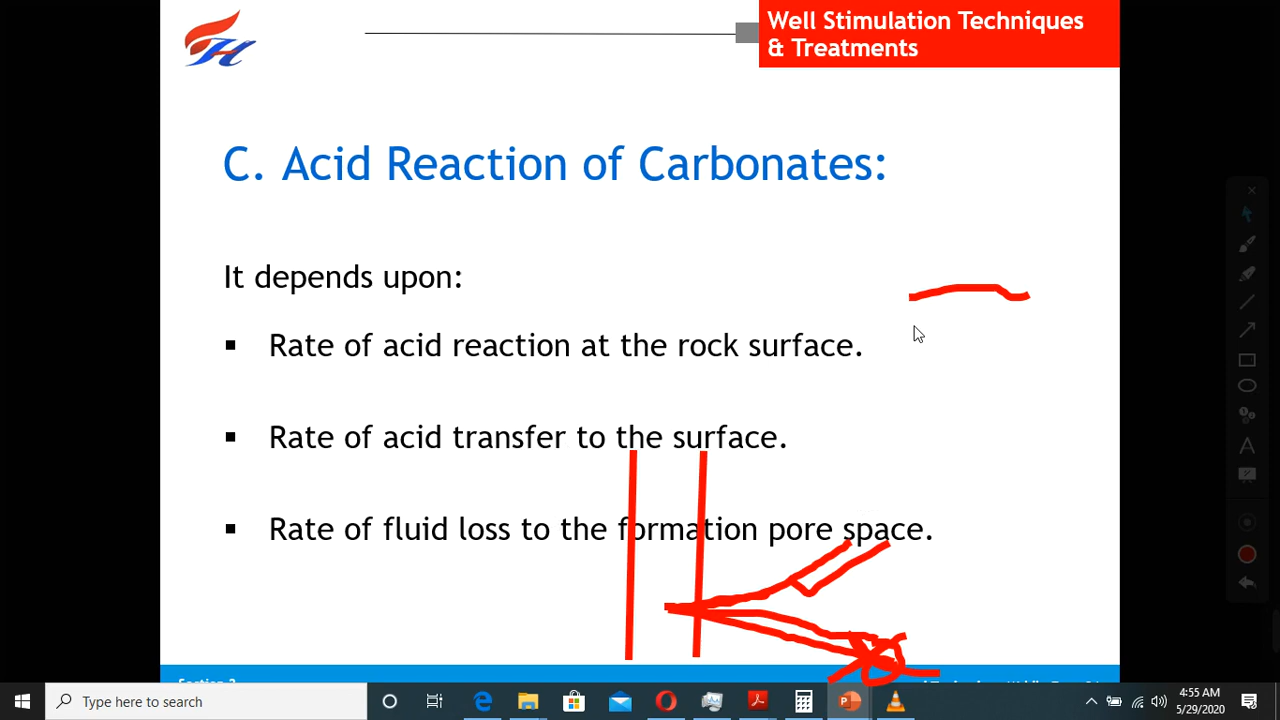 Well Stimulation Techniques
& Treatments
C. Acid Reaction of Carbonates:
It depends upon:
▪ Rate of acid reaction at the rock surface.
▪ Rate of acid transfer to the surface.
▪ Rate of fluid loss to the formation pore space.
Type here to search
4:55 AM
5/29/2020